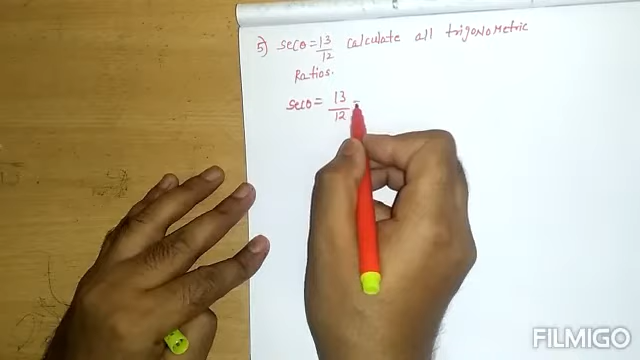 5) secθ = 13/12 calculate all trigonometric
Ratios.
secθ = 13/12 =
FILMIGO